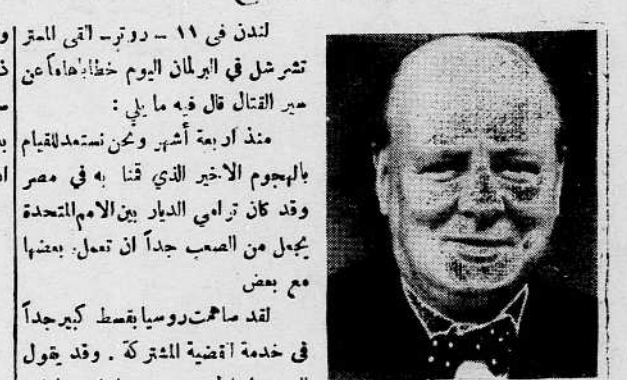 لندن في ١١ – روتر – القى المستر
تشرشل في البرلمان اليوم خطاباً هاماً عن
سير القتال قال فيه ما يلي :
منذ اربعة أشهر ونحن نستعد للقيام
بالهجوم الاخير الذي قمنا به في مصر
وقد كان ترامي الديار بين الامم المتحدة
يجعل من الصعب جداً ان تعمل بعضها
مع بعض
لقد ساهمت روسيا بقسط كبير جداً
في خدمة القضية المشتركة . وقد يقول